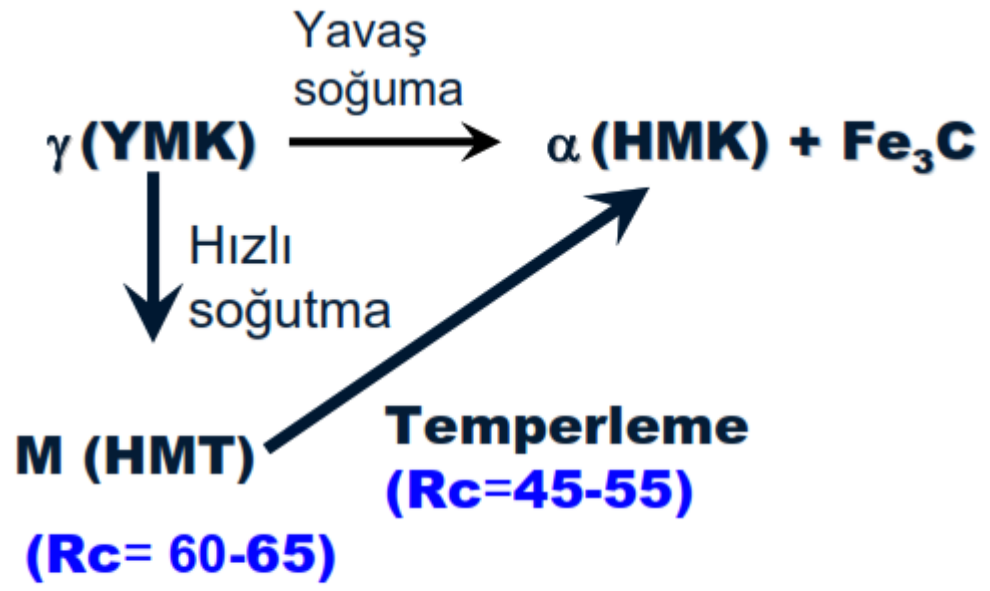 Yavaş
soğuma
γ (YMK)
α (HMK) + Fe₃C
Hızlı
soğutma
M (HMT)
Temperleme
(Rc=45-55)
(Rc= 60-65)